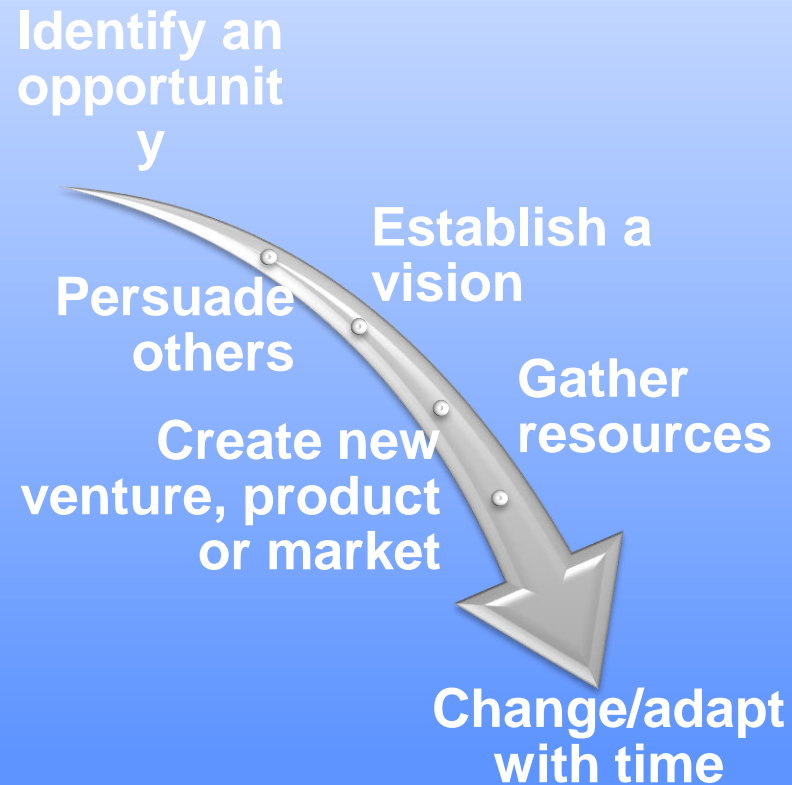 Identify an
opportunit
y
Establish a
vision
Persuade
others
Gather
resources
Create new
venture, product
or market
Change/adapt
with time